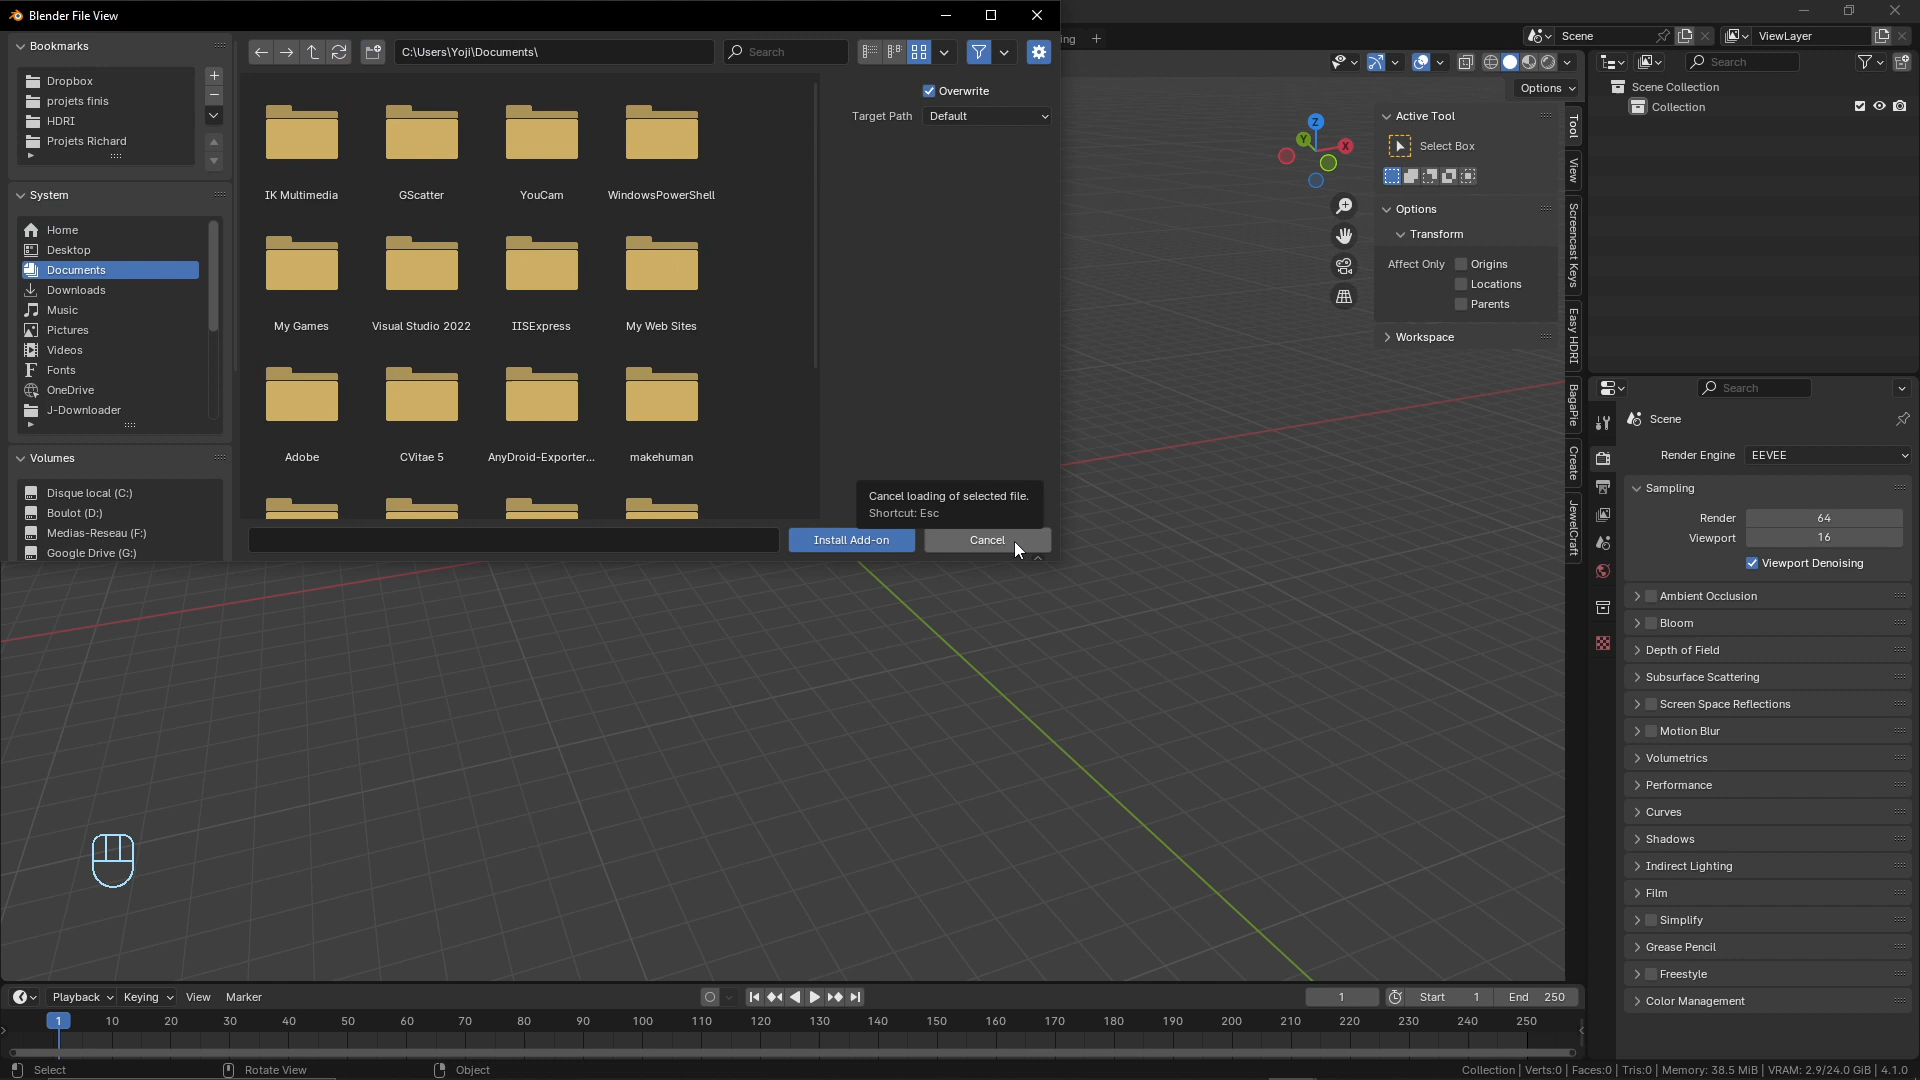 Blender File View
Bookmarks
Dropbox
projets finis
HDRI
Projets Richard
System
Home
Desktop
Documents
Downloads
Music
Pictures
Videos
Fonts
OneDrive
J-Downloader
Volumes
Disque local (C:)
Boulot (D:)
Medias-Reseau (F:)
Google Drive (G:)
C:\Users\Yoji\Documents\
Search
IK Multimedia
GScatter
YouCam
WindowsPowerShell
My Games
Visual Studio 2022
IISExpress
My Web Sites
Adobe
CVitae 5
AnyDroid-Exporter...
makehuman
Overwrite
Target Path
Default
Cancel loading of selected file.
Shortcut: Esc
Install Add-on
Cancel
ing
Scene
ViewLayer
Options
Z
Y
X
Active Tool
Select Box
Options
Transform
Affect Only
Origins
Locations
Parents
Workspace
Tool
View
Screencast Keys
Easy HDRI
BagaPie
Create
JewelCraft
Search
Scene Collection
Collection
Search
Scene
Render Engine
EEVEE
Sampling
Render
64
Viewport
16
Viewport Denoising
Ambient Occlusion
Bloom
Depth of Field
Subsurface Scattering
Screen Space Reflections
Motion Blur
Volumetrics
Performance
Curves
Shadows
Indirect Lighting
Film
Simplify
Grease Pencil
Freestyle
Color Management
Playback
Keying
View
Marker
1
Start 1
End 250
1 10 20 30 40 50 60 70 80 90 100 110 120 130 140 150 160 170 180 190 200 210 220 230 240 250
Select
Rotate View
Object
Collection | Verts:0 | Faces:0 | Tris:0 | Memory: 38.5 MiB | VRAM: 2.9/24.0 GiB | 4.1.0